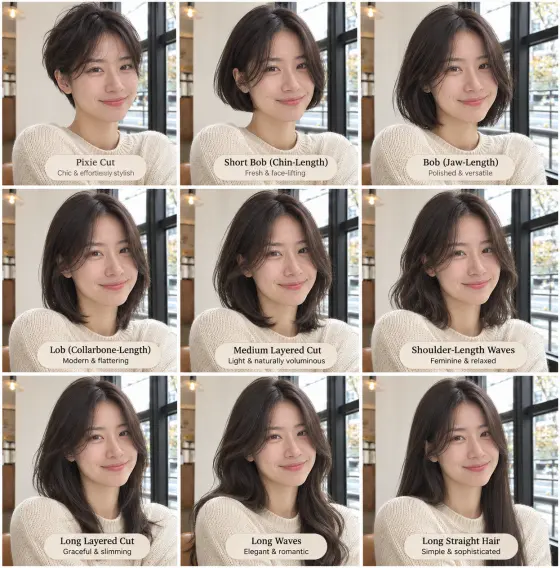 Pixie Cut
Chic & effortlessly stylish
Short Bob (Chin-Length)
Fresh & face-lifting
Bob (Jaw-Length)
Polished & versatile
Lob (Collarbone-Length)
Modern & flattering
Medium Layered Cut
Light & naturally voluminous
Shoulder-Length Waves
Feminine & relaxed
Long Layered Cut
Graceful & slimming
Long Waves
Elegant & romantic
Long Straight Hair
Simple & sophisticated